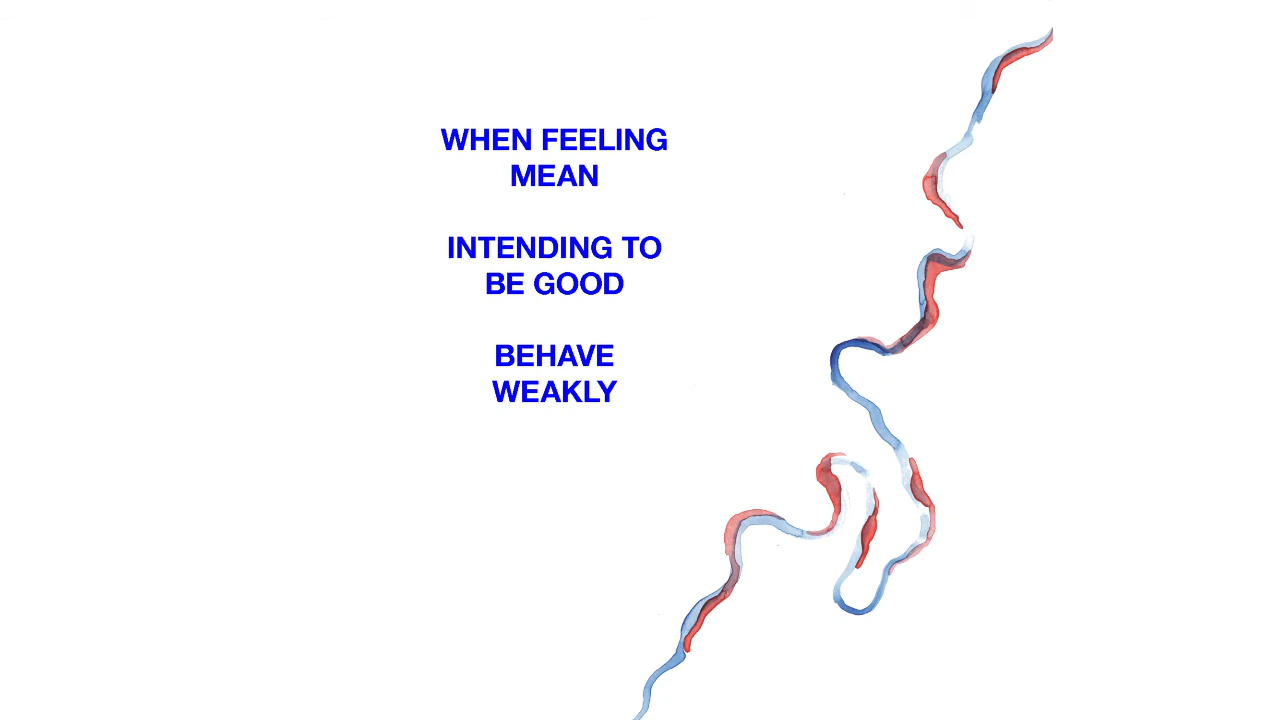 WHEN FEELING
MEAN
INTENDING TO
BE GOOD
BEHAVE
WEAKLY